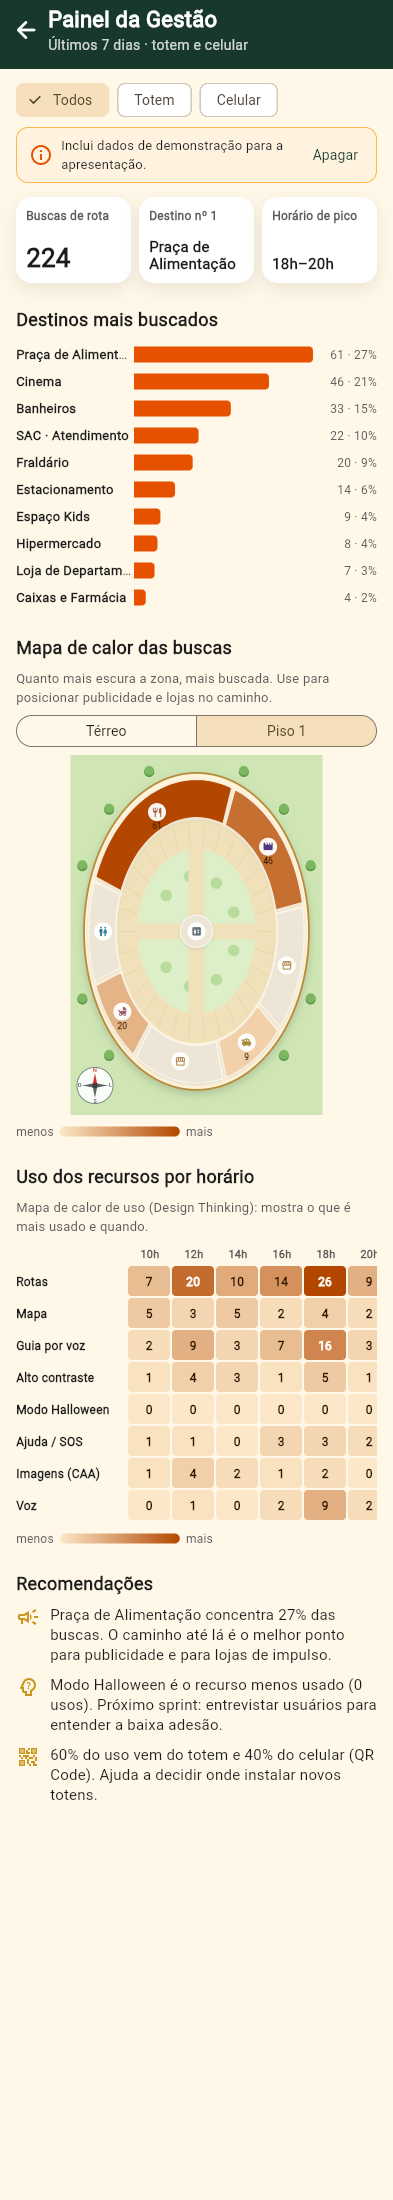 Painel da Gestão
Últimos 7 dias · totem e celular
Todos
Totem
Celular
Inclui dados de demonstração para a
apresentação.
Apagar
Buscas de rota
224
Destino nº 1
Praça de
Alimentação
Horário de pico
18h–20h
Destinos mais buscados
Praça de Aliment… 61 · 27%
Cinema 46 · 21%
Banheiros 33 · 15%
SAC · Atendimento 22 · 10%
Fraldário 20 · 9%
Estacionamento 14 · 6%
Espaço Kids 9 · 4%
Hipermercado 8 · 4%
Loja de Departam… 7 · 3%
Caixas e Farmácia 4 · 2%
Mapa de calor das buscas
Quanto mais escura a zona, mais buscada. Use para
posicionar publicidade e lojas no caminho.
Térreo
Piso 1
61
46
20
9
N
O L
S
menos mais
Uso dos recursos por horário
Mapa de calor de uso (Design Thinking): mostra o que é
mais usado e quando.
10h 12h 14h 16h 18h 20h
Rotas 7 20 10 14 26 9
Mapa 5 3 5 2 4 2
Guia por voz 2 9 3 7 16 3
Alto contraste 1 4 3 1 5 1
Modo Halloween 0 0 0 0 0 0
Ajuda / SOS 1 1 0 3 3 2
Imagens (CAA) 1 4 2 1 2 0
Voz 0 1 0 2 9 2
menos mais
Recomendações
Praça de Alimentação concentra 27% das
buscas. O caminho até lá é o melhor ponto
para publicidade e para lojas de impulso.
Modo Halloween é o recurso menos usado (0
usos). Próximo sprint: entrevistar usuários para
entender a baixa adesão.
60% do uso vem do totem e 40% do celular (QR
Code). Ajuda a decidir onde instalar novos
totens.